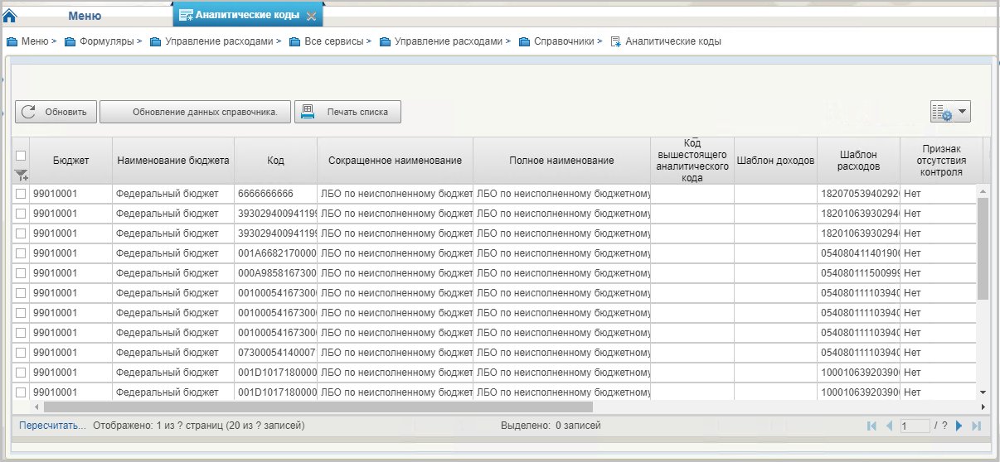 Меню
Аналитические коды
Меню > Формуляры > Управление расходами > Все сервисы > Управление расходами > Справочники > Аналитические коды
Обновить
Обновление данных справочника.
Печать списка
Бюджет
Наименование бюджета
Код
Сокращенное наименование
Полное наименование
Код
вышестоящего
аналитического
кода
Шаблон доходов
Шаблон
расходов
Признак
отсутствия
контроля
99010001 Федеральный бюджет 6666666666 ЛБО по неисполненному бюджет ЛБО по неисполненному бюджетному 18207053940292 Нет
99010001 Федеральный бюджет 39302940094119 ЛБО по неисполненному бюджет ЛБО по неисполненному бюджетному 18201063930294 Нет
99010001 Федеральный бюджет 39302940094119 ЛБО по неисполненному бюджет ЛБО по неисполненному бюджетному 18201063930294 Нет
99010001 Федеральный бюджет 001A6682170000 ЛБО по неисполненному бюджет ЛБО по неисполненному бюджетному 05408041140190 Нет
99010001 Федеральный бюджет 000A9858167300 ЛБО по неисполненному бюджет ЛБО по неисполненному бюджетному 05408011150099 Нет
99010001 Федеральный бюджет 00100054167300 ЛБО по неисполненному бюджет ЛБО по неисполненному бюджетному 05408011110394 Нет
99010001 Федеральный бюджет 00100054167300 ЛБО по неисполненному бюджет ЛБО по неисполненному бюджетному 05408011110394 Нет
99010001 Федеральный бюджет 00100054167300 ЛБО по неисполненному бюджет ЛБО по неисполненному бюджетному 05408011110394 Нет
99010001 Федеральный бюджет 07300054140007 ЛБО по неисполненному бюджет ЛБО по неисполненному бюджетному 05408011110394 Нет
99010001 Федеральный бюджет 001D1017180000 ЛБО по неисполненному бюджет ЛБО по неисполненному бюджетному 10001063920390 Нет
99010001 Федеральный бюджет 001D1017180000 ЛБО по неисполненному бюджет ЛБО по неисполненному бюджетному 10001063920390 Нет
Пересчитать... Отображено: 1 из ? страниц (20 из ? записей) Выделено: 0 записей 1 / ?